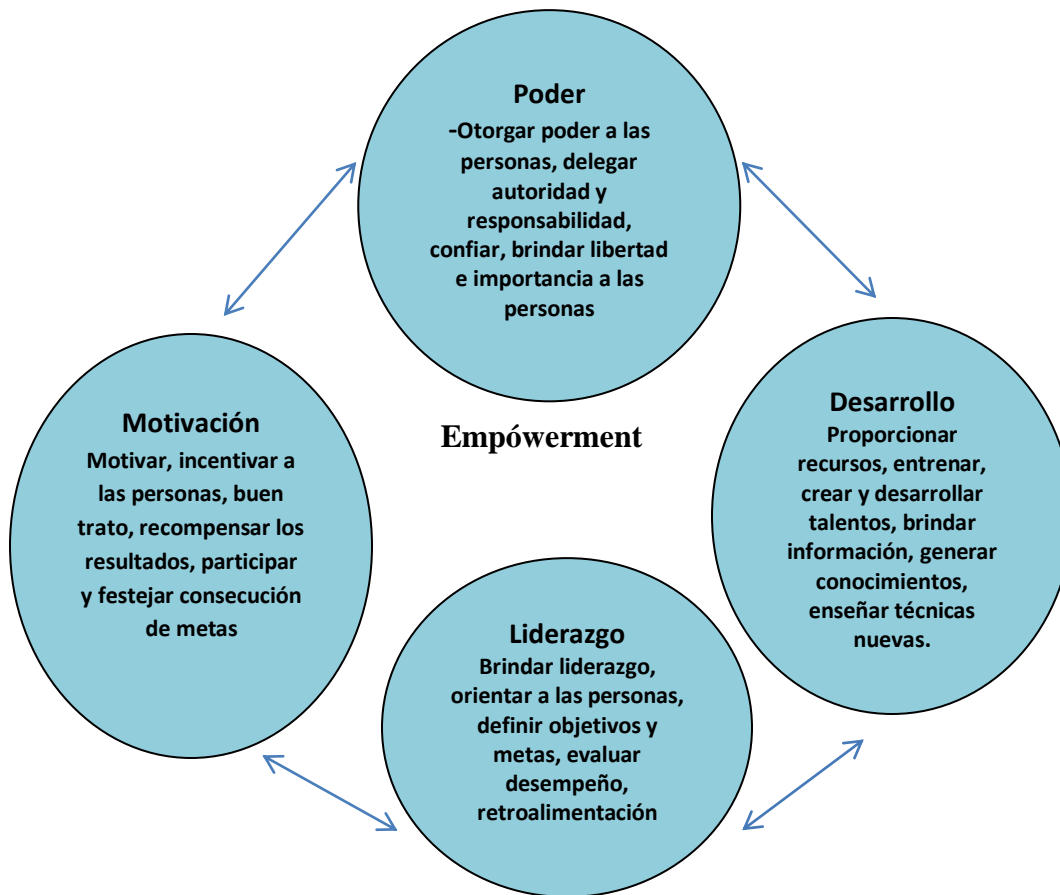 Poder
-Otorgar poder a las
personas, delegar
autoridad y
responsabilidad,
confiar, brindar libertad
e importancia a las
personas
Motivación
Motivar, incentivar a
las personas, buen
trato, recompensar los
resultados, participar
y festejar consecución
de metas
Empówerment
Desarrollo
Proporcionar
recursos, entrenar,
crear y desarrollar
talentos, brindar
información, generar
conocimientos,
enseñar técnicas
nuevas.
Liderazgo
Brindar liderazgo,
orientar a las personas,
definir objetivos y
metas, evaluar
desempeño,
retroalimentación